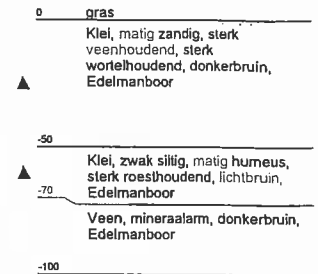 0 gras
Klei, matig zandig, sterk
veenhoudend, sterk
wortelhoudend, donkerbruin,
Edelmanboor
-50
Klei, zwak siltig, matig humeus,
sterk roesthoudend, lichtbruin,
-70 Edelmanboor
Veen, mineraalarm, donkerbruin,
Edelmanboor
-100